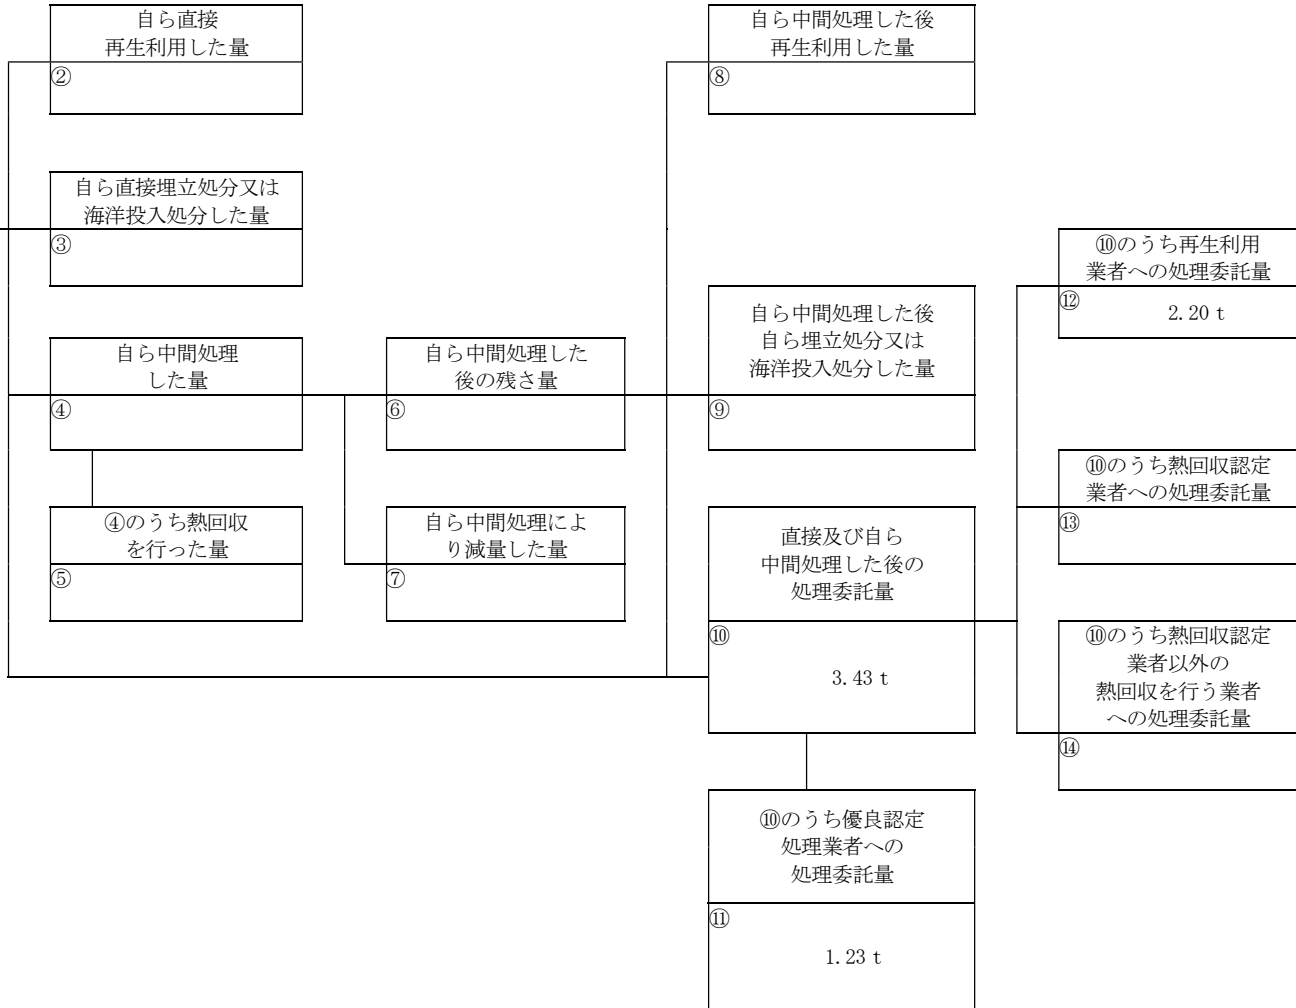 自ら直接
再生利用した量
②
自ら中間処理した後
再生利用した量
⑧
自ら直接埋立処分又は
海洋投入処分した量
③
⑩のうち再生利用
業者への処理委託量
⑫
2.20 t
自ら中間処理した後
自ら埋立処分又は
海洋投入処分した量
⑨
自ら中間処理
した量
④
自ら中間処理した
後の残さ量
⑥
⑩のうち熱回収認定
業者への処理委託量
⑬
④のうち熱回収
を行った量
⑤
自ら中間処理によ
り減量した量
⑦
直接及び自ら
中間処理した後の
処理委託量
⑩
3.43 t
⑩のうち熱回収認定
業者以外の
熱回収を行う業者
への処理委託量
⑭
⑩のうち優良認定
処理業者への
処理委託量
⑪
1.23 t